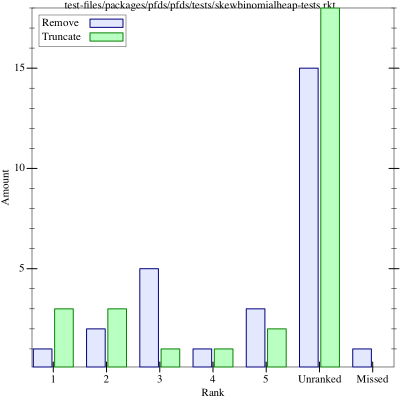 test-files/packages/pfds/pfds/tests/skewbinomialheap-tests.rkt
Remove
Truncate
15
10
5
Amount
1 2 3 4 5 Unranked Missed
Rank